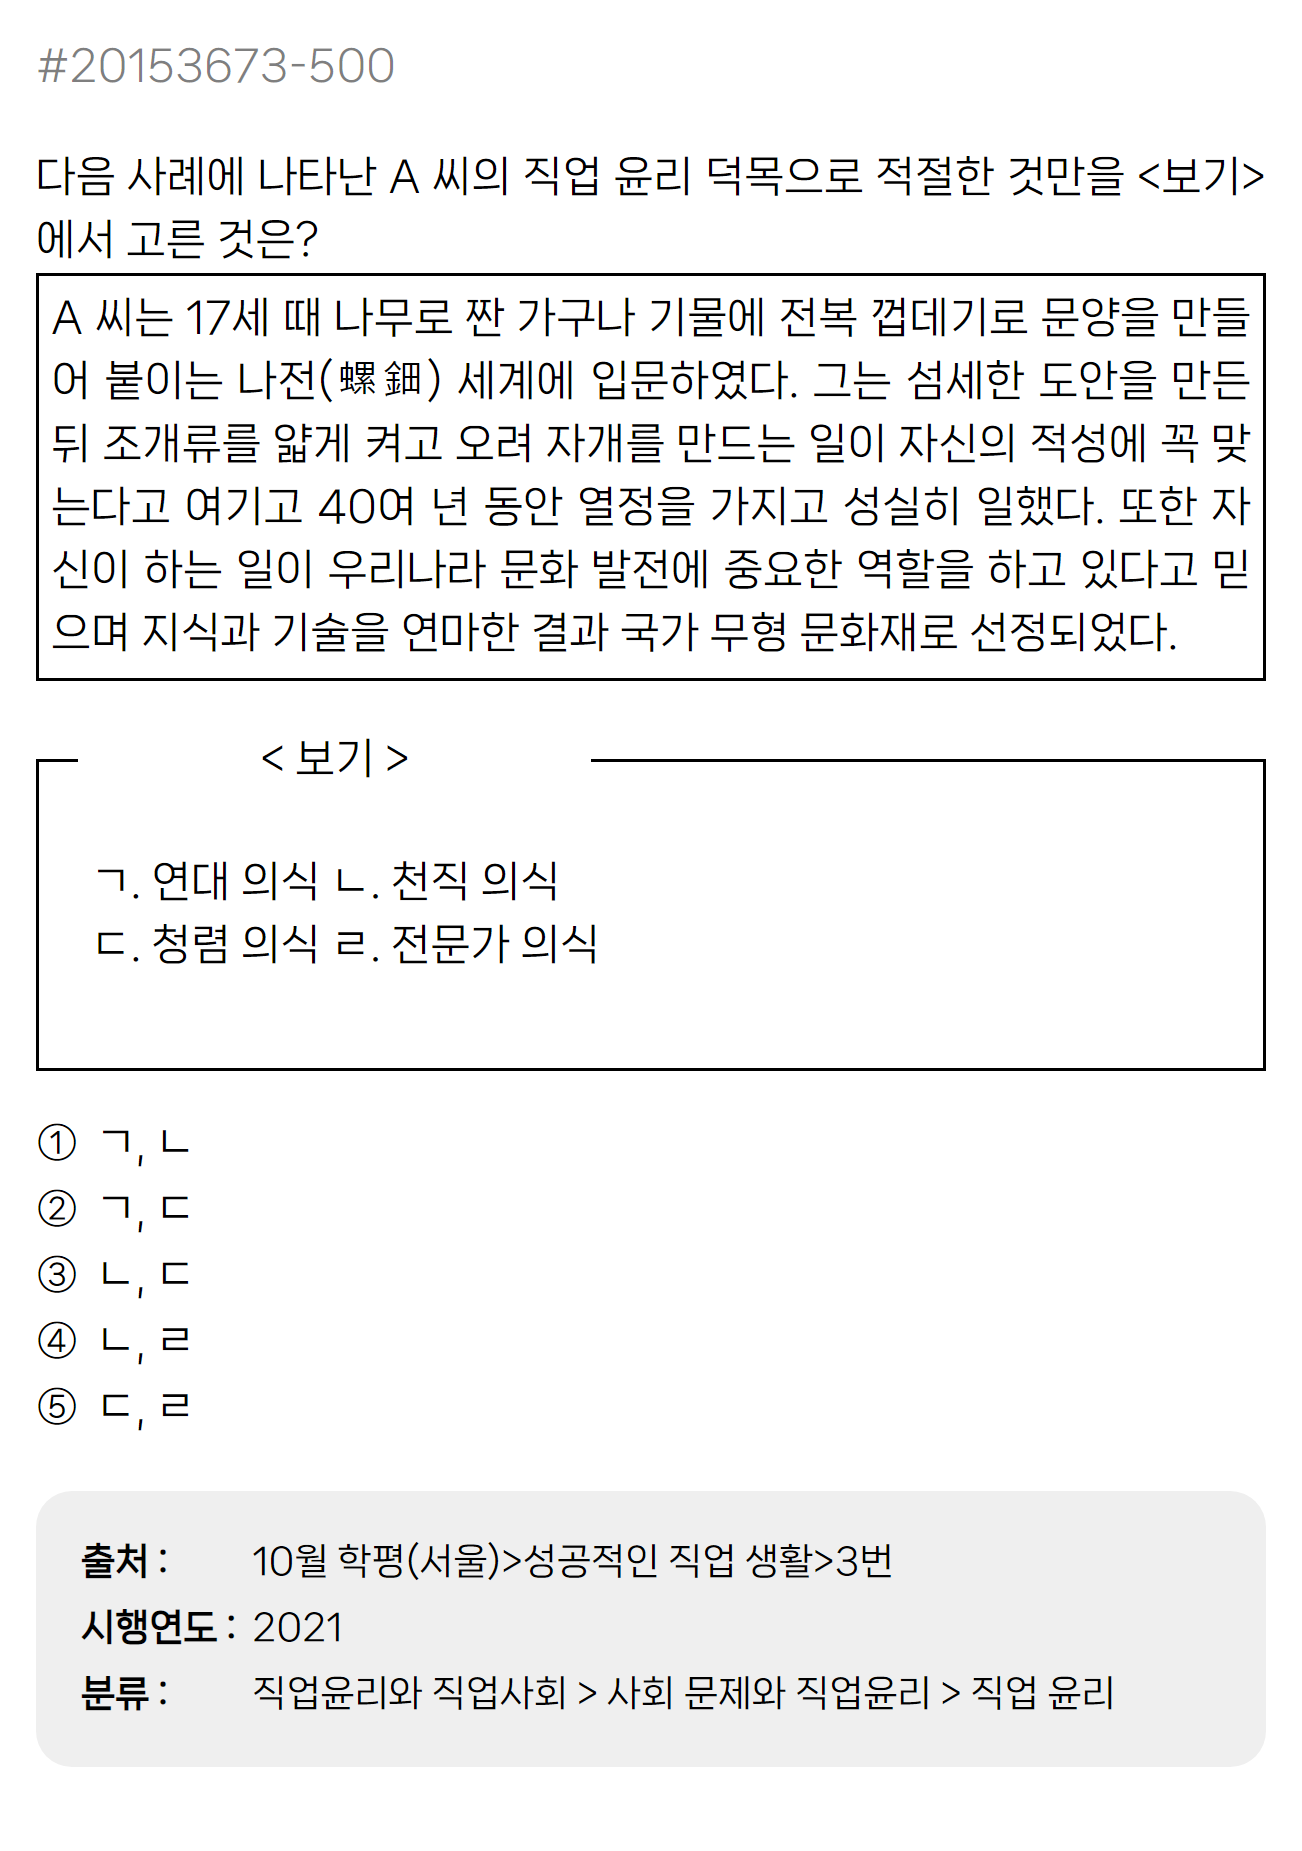 #20153673-500
다음 사례에 나타난 A 씨의 직업 윤리 덕목으로 적절한 것만을 <보기>
에서 고른 것은?
A 씨는 17세 때 나무로 짠 가구나 기물에 전복 껍데기로 문양을 만들
어 붙이는 나전(螺鈿) 세계에 입문하였다. 그는 섬세한 도안을 만든
뒤 조개류를 얇게 켜고 오려 자개를 만드는 일이 자신의 적성에 꼭 맞
는다고 여기고 40여 년 동안 열정을 가지고 성실히 일했다. 또한 자
신이 하는 일이 우리나라 문화 발전에 중요한 역할을 하고 있다고 믿
으며 지식과 기술을 연마한 결과 국가 무형 문화재로 선정되었다.
< 보기 >
ㄱ. 연대 의식 ㄴ. 천직 의식
ㄷ. 청렴 의식 ㄹ. 전문가 의식
① ㄱ, ㄴ
② ㄱ, ㄷ
③ ㄴ, ㄷ
④ ㄴ, ㄹ
⑤ ㄷ, ㄹ
출처 : 10월 학평(서울)>성공적인 직업 생활>3번
시행연도 : 2021
분류 : 직업윤리와 직업사회 > 사회 문제와 직업윤리 > 직업 윤리